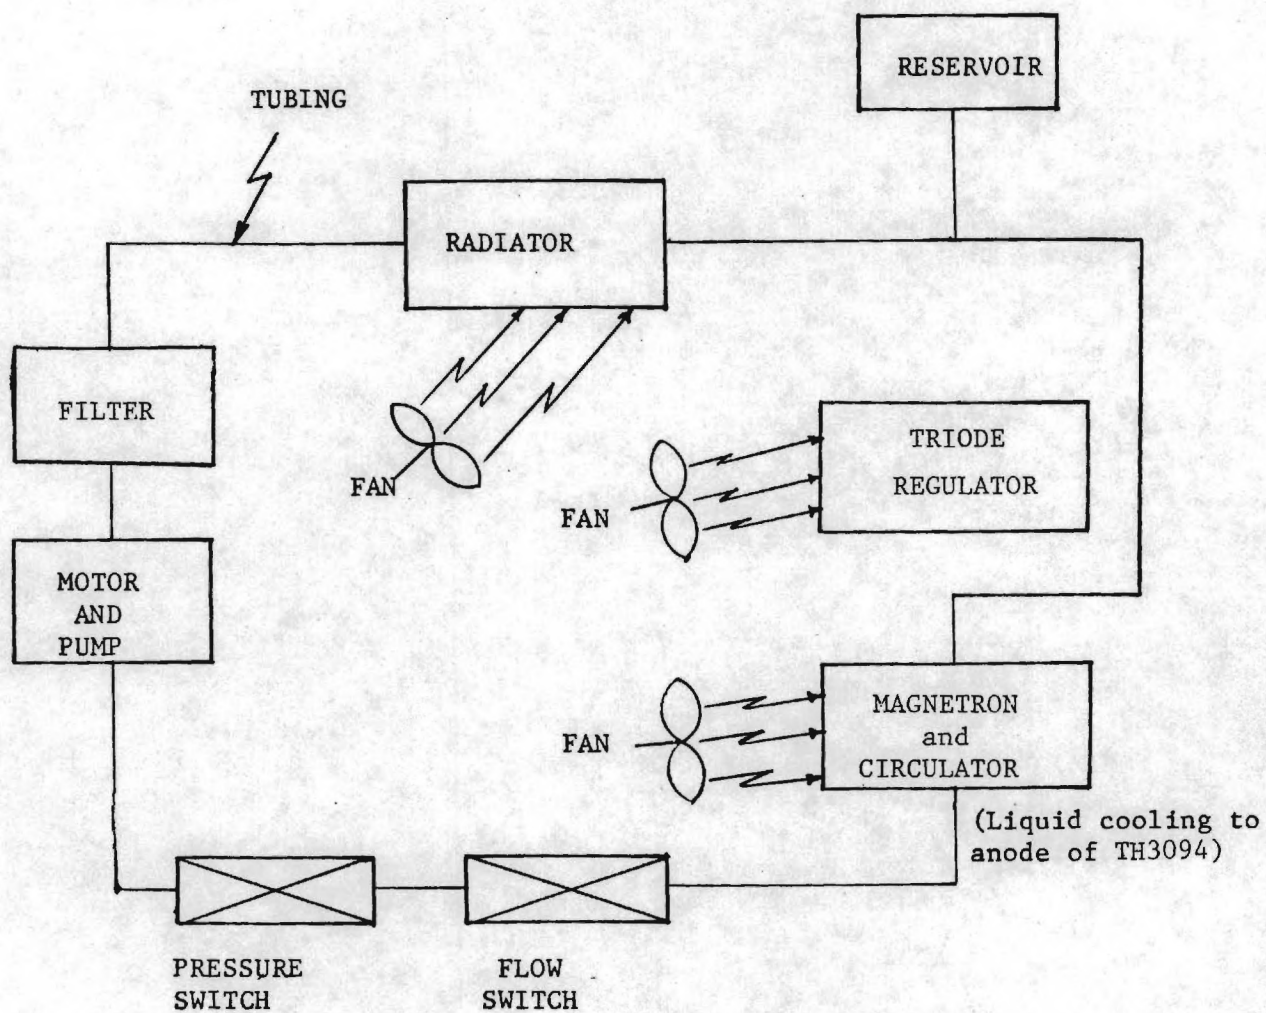 RESERVOIR
TUBING
RADIATOR
FILTER
FAN
TRIODE
REGULATOR
FAN
MOTOR
AND
PUMP
MAGNETRON
and
CIRCULATOR
FAN
(Liquid cooling to
anode of TH3094)
PRESSURE
SWITCH
FLOW
SWITCH